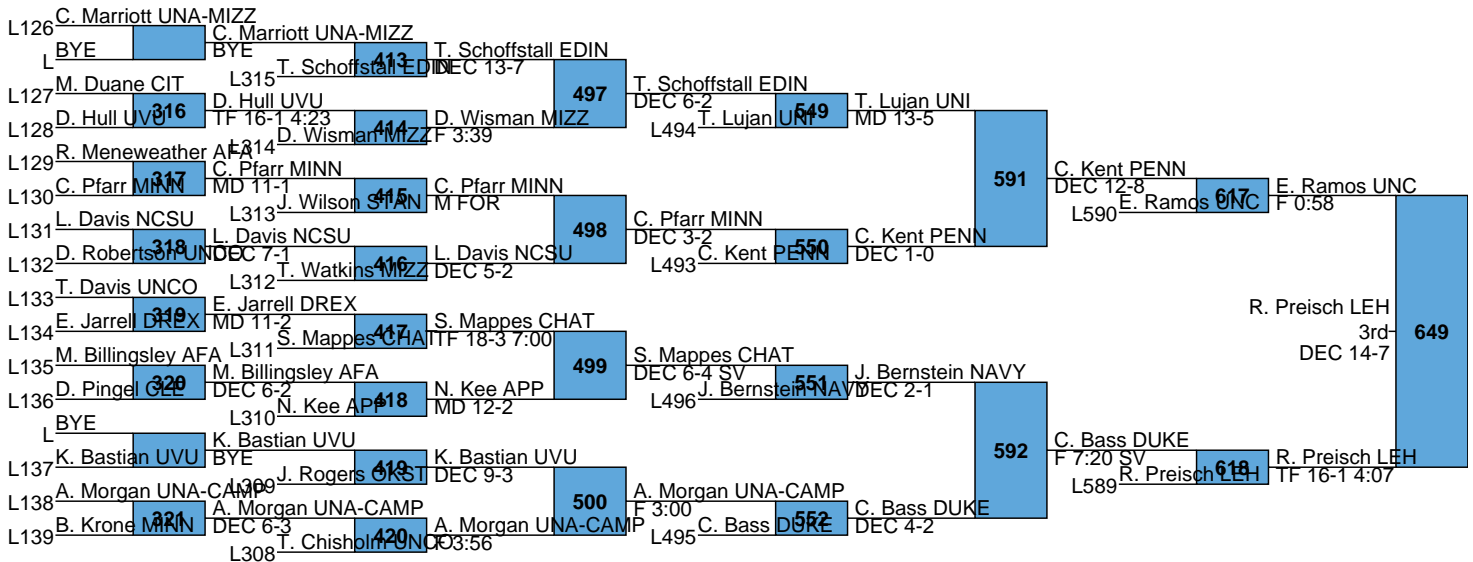 C. Marriott UNA-MIZZ
L126
BYE
L
C. Marriott UNA-MIZZ
BYE
M. Duane CIT
L127
316
D. Hull UVU
L128
D. Hull UVU
TF 16-1 4:23
R. Meneweather AFA
L129
317
C. Pfarr MINN
L130
C. Pfarr MINN
MD 11-1
L. Davis NCSU
L131
318
D. Robertson UNCO
L132
L. Davis NCSU
DEC 7-1
T. Davis UNCO
L133
319
E. Jarrell DREX
L134
E. Jarrell DREX
MD 11-2
M. Billingsley AFA
L135
320
D. Pingel CLE
L136
M. Billingsley AFA
DEC 6-2
BYE
L
K. Bastian UVU
L137
K. Bastian UVU
BYE
A. Morgan UNA-CAMP
L138
321
B. Krone MINN
L139
A. Morgan UNA-CAMP
DEC 6-3
413
L315
T. Schoffstall EDIN
T. Schoffstall EDIN
DEC 13-7
414
L314
D. Wisman MIZZ
D. Wisman MIZZ
F 3:39
415
L313
J. Wilson STAN
C. Pfarr MINN
M FOR
416
L312
T. Watkins MIZZ
L. Davis NCSU
DEC 5-2
417
L311
S. Mappes CHAT
S. Mappes CHAT
TF 18-3 7:00
418
L310
N. Kee APP
N. Kee APP
MD 12-2
419
L309
J. Rogers OKST
K. Bastian UVU
DEC 9-3
420
L308
T. Chisholm UNCO
A. Morgan UNA-CAMP
F 3:56
497
T. Schoffstall EDIN
DEC 6-2
498
C. Pfarr MINN
DEC 3-2
499
S. Mappes CHAT
DEC 6-4 SV
500
A. Morgan UNA-CAMP
F 3:00
549
L494
T. Lujan UNI
T. Lujan UNI
MD 13-5
550
L493
C. Kent PENN
C. Kent PENN
DEC 1-0
551
L496
J. Bernstein NAVY
J. Bernstein NAVY
DEC 2-1
552
L495
C. Bass DUKE
C. Bass DUKE
DEC 4-2
591
C. Kent PENN
DEC 12-8
592
C. Bass DUKE
F 7:20 SV
617
L590
E. Ramos UNC
E. Ramos UNC
F 0:58
618
L589
R. Preisch LEH
R. Preisch LEH
TF 16-1 4:07
649
R. Preisch LEH
3rd
DEC 14-7